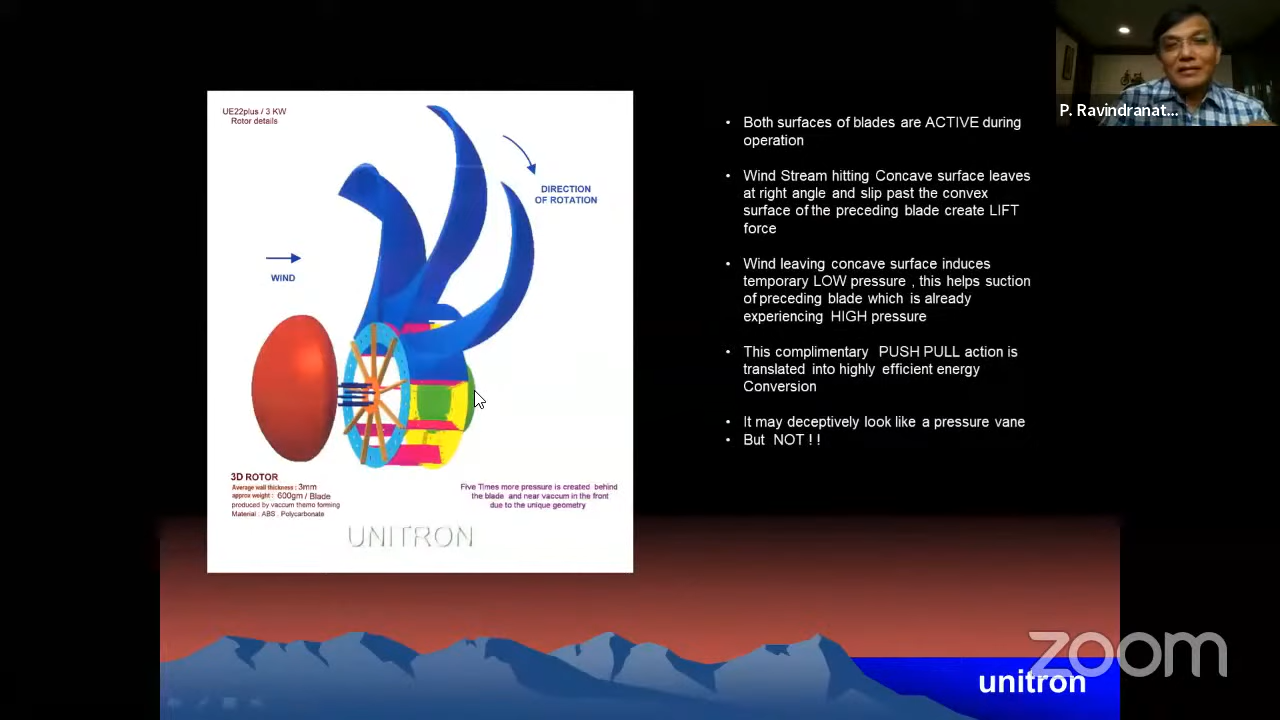 P. Ravindranat...
UE22plus / 3 KW
Rotor details
DIRECTION
OF ROTATION
WIND
3D ROTOR
Average wall thickness : 3mm
approx weight : 600gm / Blade
produced by vaccum thermo forming
Material . ABS . Polycarbonate
Five Times more pressure is created behind
the blade and near vaccum in the front
due to the unique geometry
UNITRON
• Both surfaces of blades are ACTIVE during
operation
• Wind Stream hitting Concave surface leaves
at right angle and slip past the convex
surface of the preceding blade create LIFT
force
• Wind leaving concave surface induces
temporary LOW pressure , this helps suction
of preceding blade which is already
experiencing HIGH pressure
• This complimentary PUSH PULL action is
translated into highly efficient energy
Conversion
• It may deceptively look like a pressure vane
• But NOT ! !
zoom
unitron